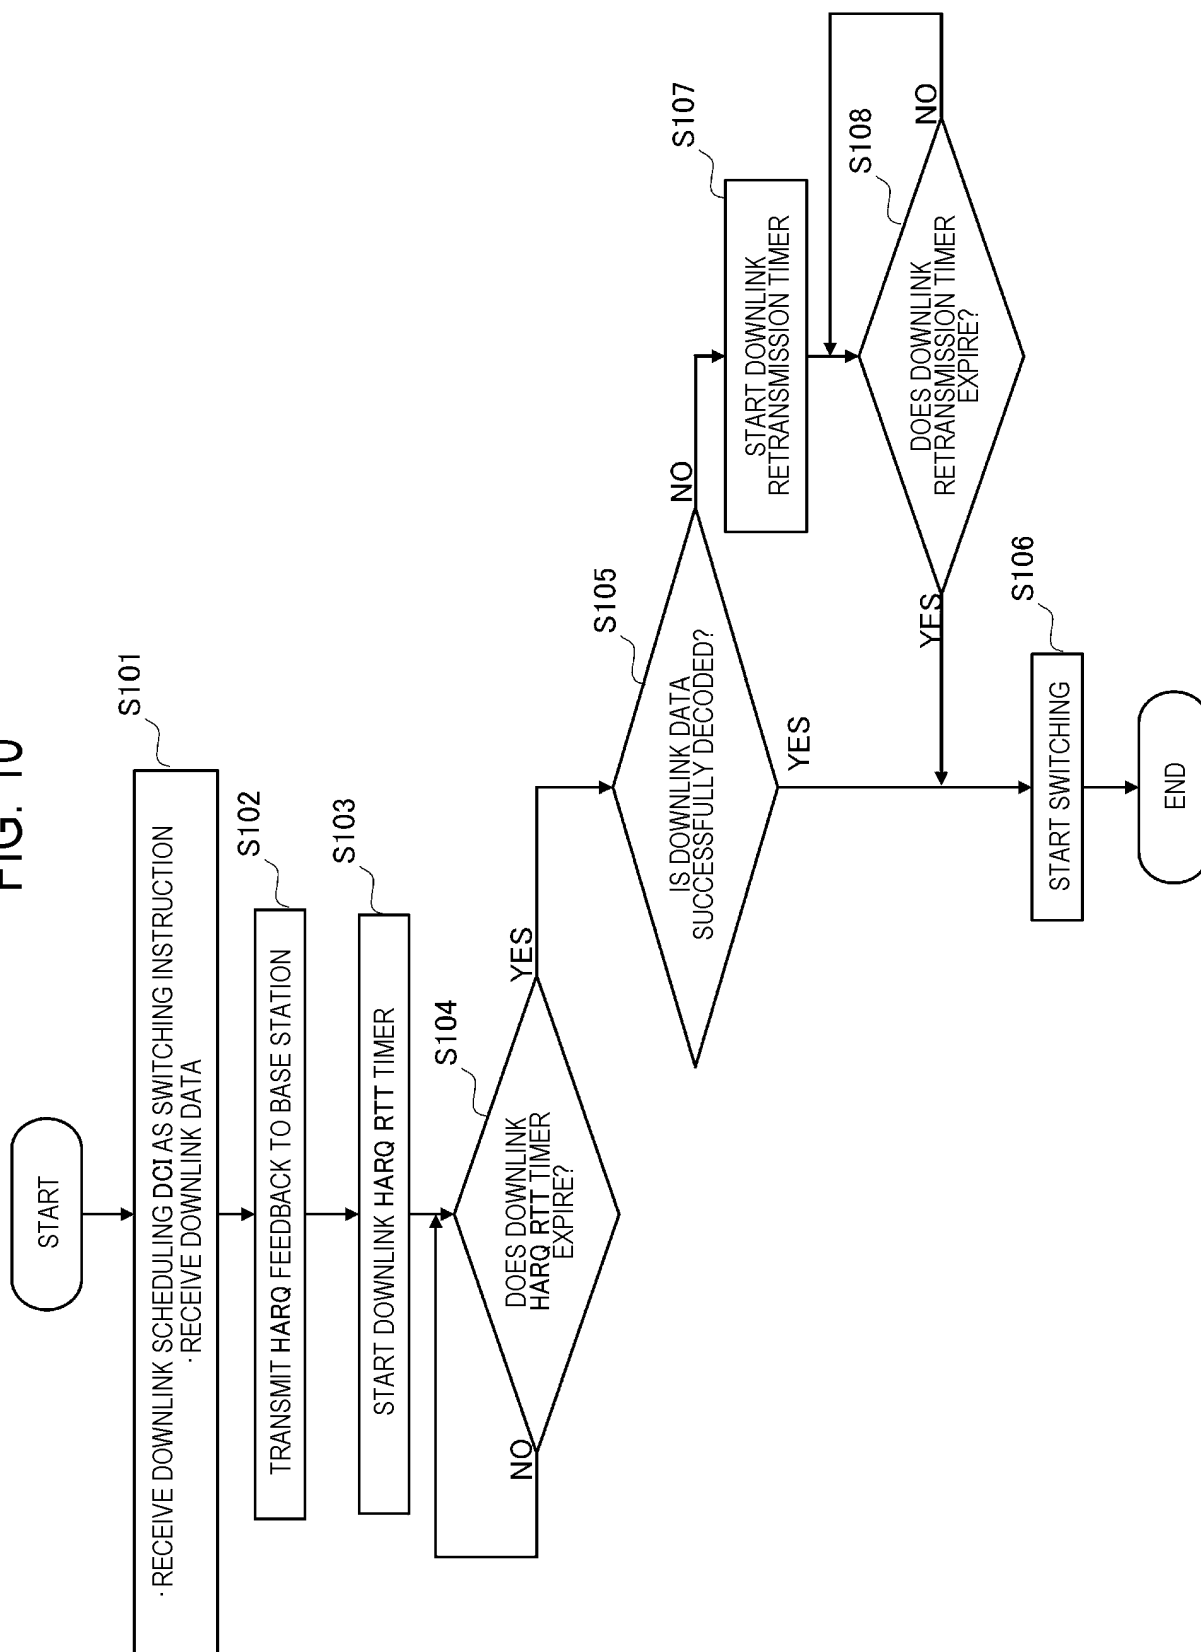 FIG. 10
START
S101
·RECEIVE DOWNLINK SCHEDULING DCI AS SWITCHING INSTRUCTION
·RECEIVE DOWNLINK DATA
S102
TRANSMIT HARQ FEEDBACK TO BASE STATION
S103
START DOWNLINK HARQ RTT TIMER
S104
DOES DOWNLINK
HARQ RTT TIMER
EXPIRE?
NO
YES
S105
IS DOWNLINK DATA
SUCCESSFULLY DECODED?
NO
YES
S107
START DOWNLINK
RETRANSMISSION TIMER
S108
DOES DOWNLINK
RETRANSMISSION TIMER
EXPIRE?
NO
YES
S106
START SWITCHING
END